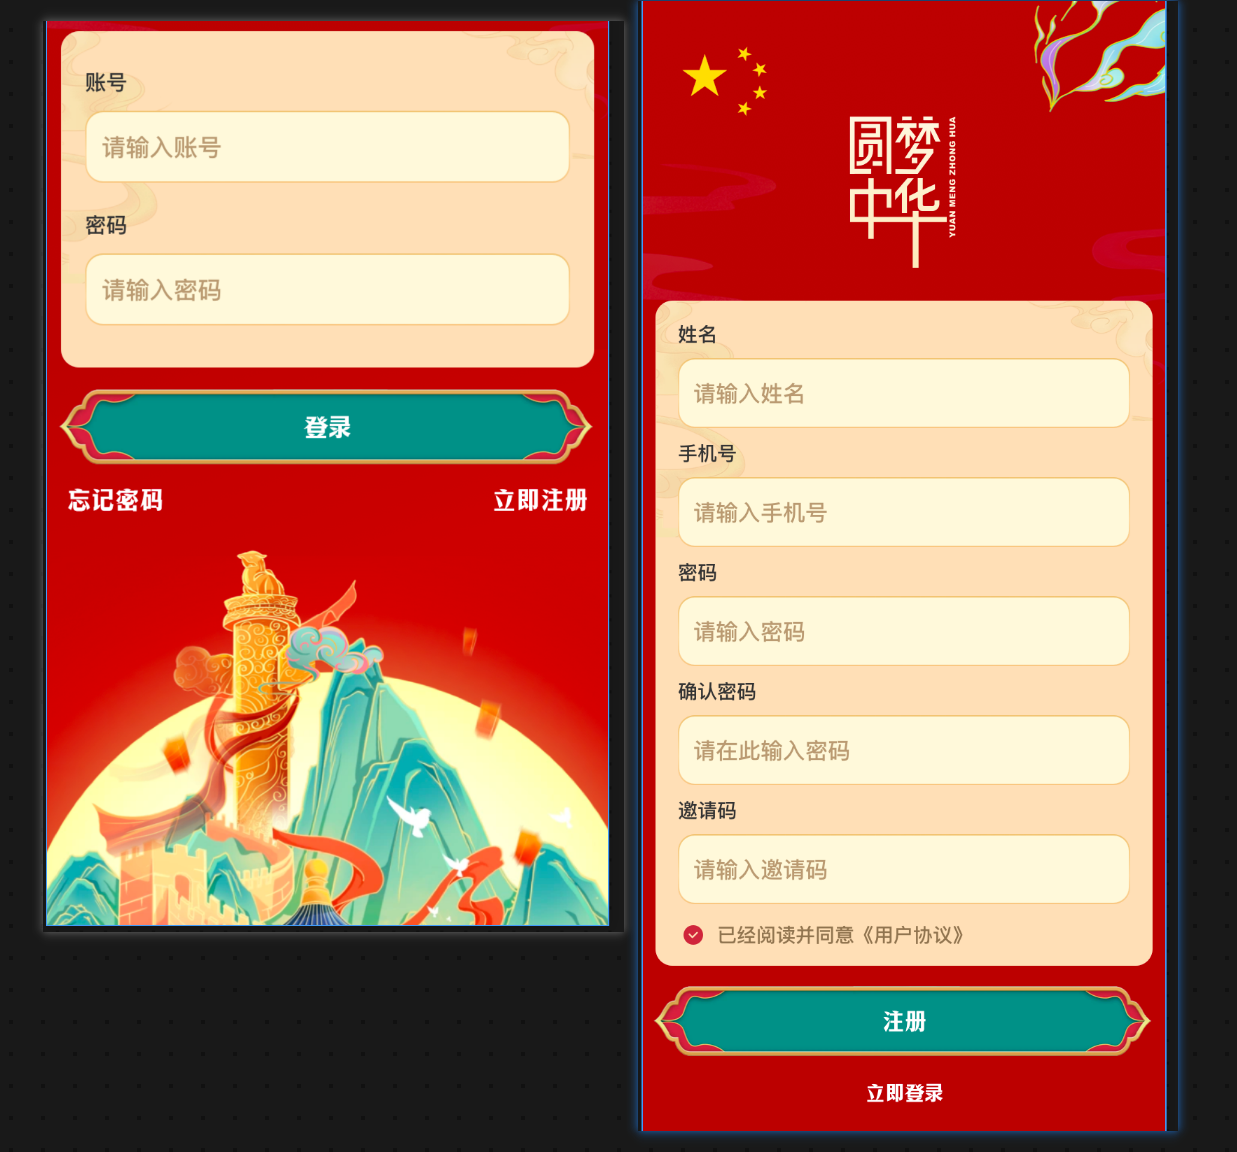 账号
请输入账号
密码
请输入密码
登录
忘记密码
立即注册
圆梦
中华
YUAN MENG ZHONG HUA
姓名
请输入姓名
手机号
请输入手机号
密码
请输入密码
确认密码
请在此输入密码
邀请码
请输入邀请码
已经阅读并同意《用户协议》
注册
立即登录